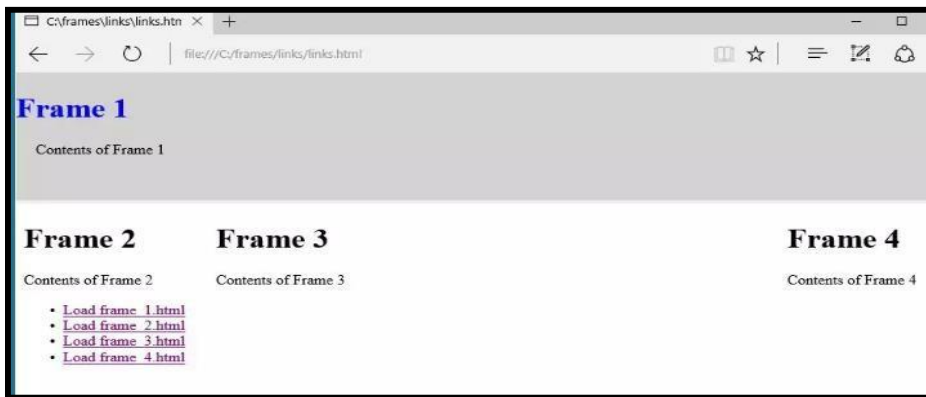 C:\frames\links\links.htn × +
file:///C:/frames/links/links.html
Frame 1
Contents of Frame 1
Frame 2
Contents of Frame 2
• Load frame_1.html
• Load frame_2.html
• Load frame_3.html
• Load frame_4.html
Frame 3
Contents of Frame 3
Frame 4
Contents of Frame 4